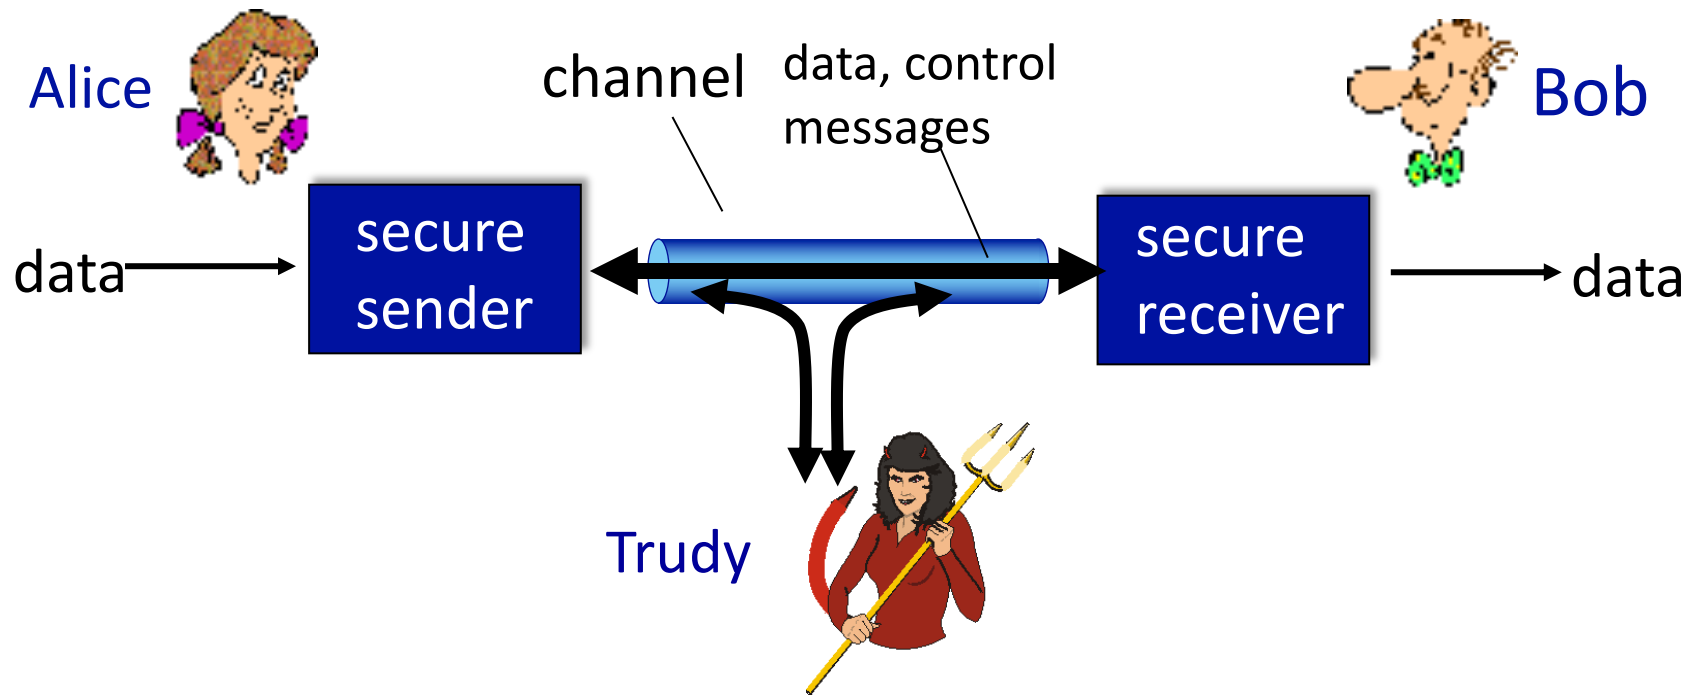 Alice
channel
data, control
messages
Bob
data
secure
sender
secure
receiver
data
Trudy